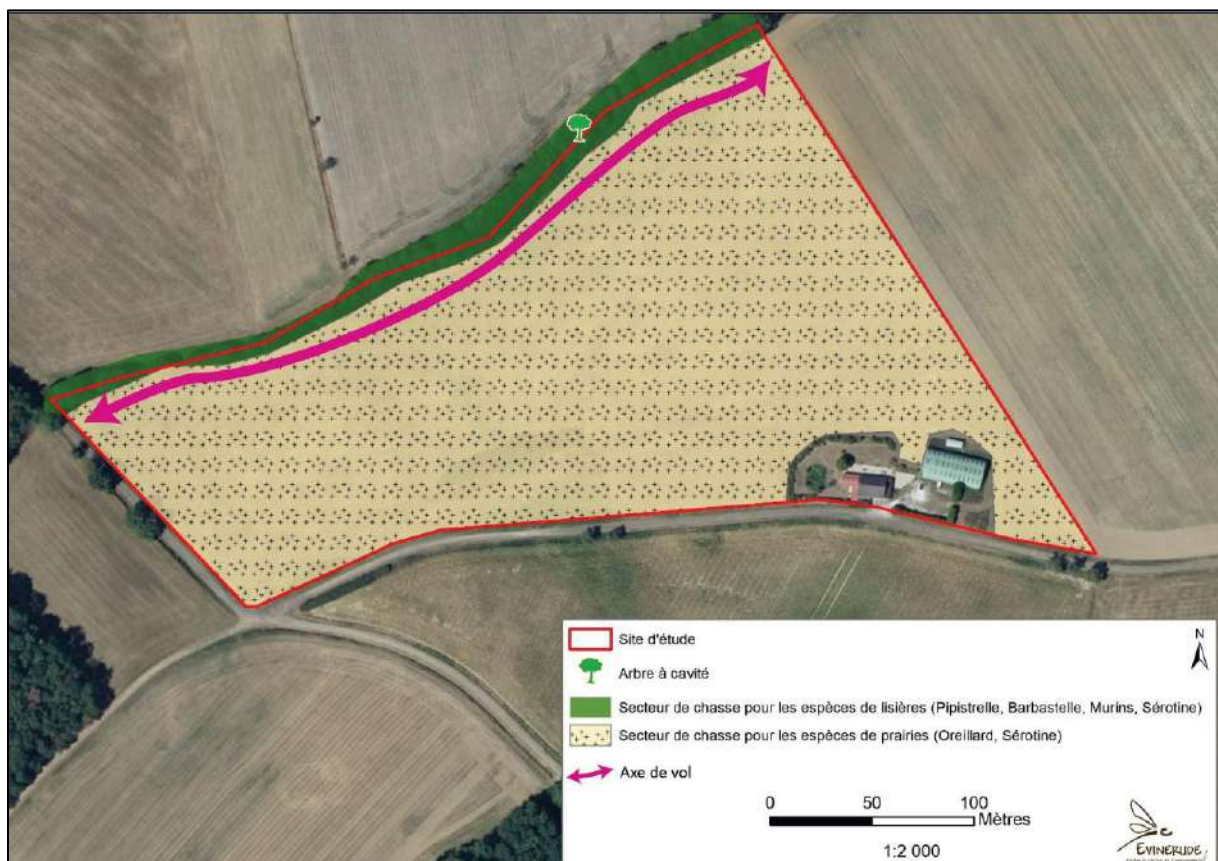 N
Site d'étude
Arbre à cavité
Secteur de chasse pour les espèces de lisières (Pipistrelle, Barbastelle, Murins, Sérotine)
Secteur de chasse pour les espèces de prairies (Oreillard, Sérotine)
Axe de vol
0 50 100
Mètres
1:2 000
EVINERUDE